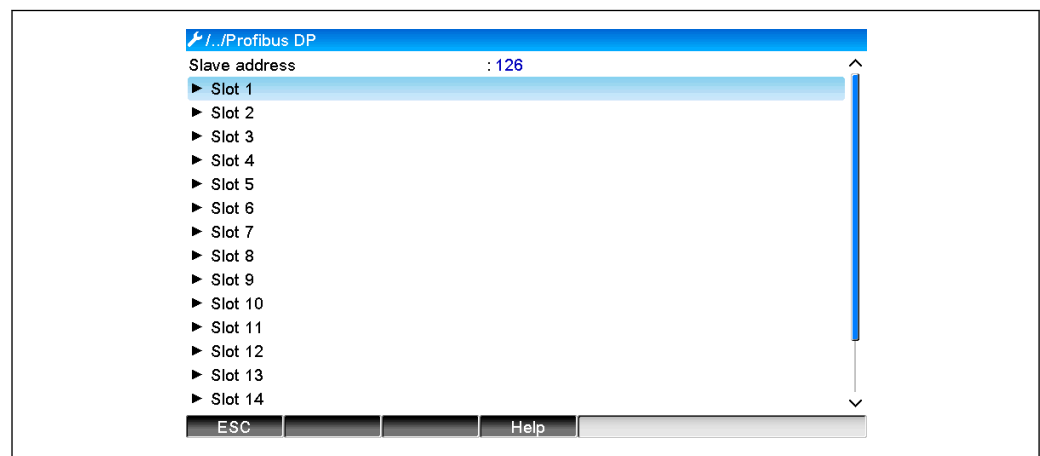 /../Profibus DP
Slave address : 126
► Slot 1
► Slot 2
► Slot 3
► Slot 4
► Slot 5
► Slot 6
► Slot 7
► Slot 8
► Slot 9
► Slot 10
► Slot 11
► Slot 12
► Slot 13
► Slot 14
ESC Help